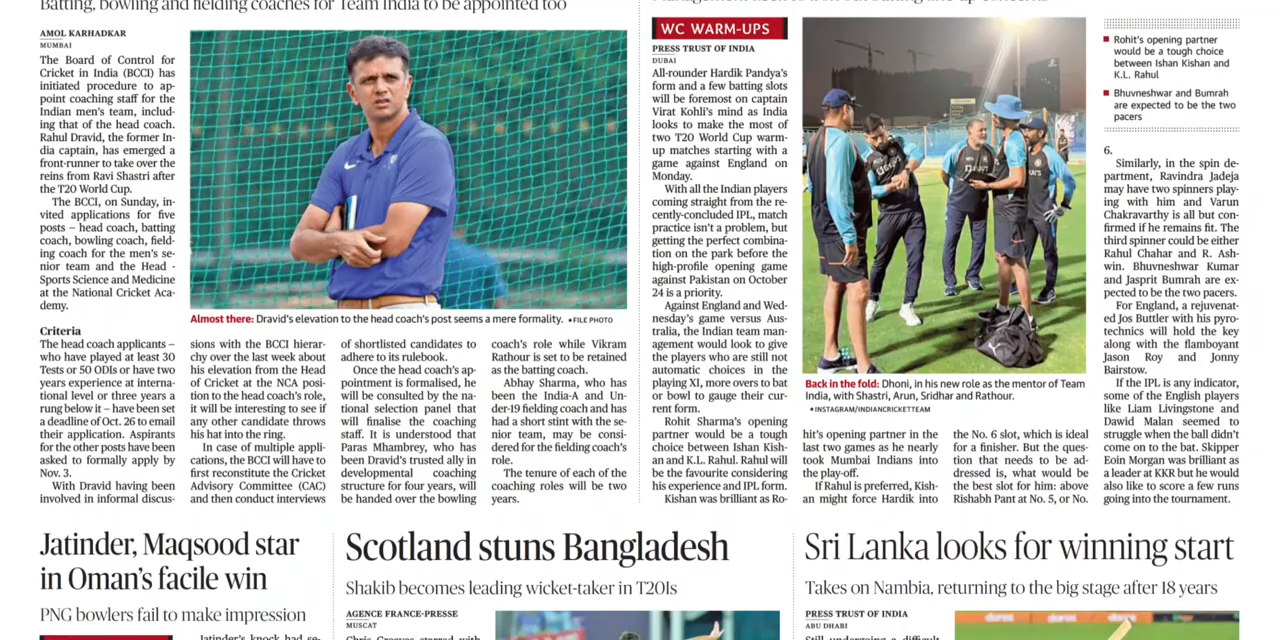 Batting, bowling and fielding coaches for Team India to be appointed too
AMOL KARHADKAR
MUMBAI
The Board of Control for
Cricket in India (BCCI) has
initiated procedure to ap-
point coaching staff for the
Indian men's team, includ-
ing that of the head coach.
Rahul Dravid, the former In-
dia captain, has emerged a
front-runner to take over the
reins from Ravi Shastri after
the T20 World Cup.
The BCCI, on Sunday, in-
vited applications for five
posts – head coach, batting
coach, bowling coach, field-
ing coach for the men's se-
nior team and the Head -
Sports Science and Medicine
at the National Cricket Aca-
demy.
Criteria
The head coach applicants –
who have played at least 30
Tests or 50 ODIs or have two
years experience at interna-
tional level or three years a
rung below it – have been set
a deadline of Oct. 26 to email
their application. Aspirants
for the other posts have been
asked to formally apply by
Nov. 3.
With Dravid having been
involved in informal discus-
Almost there: Dravid's elevation to the head coach's post seems a mere formality. • FILE PHOTO
sions with the BCCI hierar-
chy over the last week about
his elevation from the Head
of Cricket at the NCA posi-
tion to the head coach's role,
it will be interesting to see if
any other candidate throws
his hat into the ring.
In case of multiple applica-
tions, the BCCI will have to
first reconstitute the Cricket
Advisory Committee (CAC)
and then conduct interviews
of shortlisted candidates to
adhere to its rulebook.
Once the head coach's ap-
pointment is formalised, he
will be consulted by the na-
tional selection panel that
will finalise the coaching
staff. It is understood that
Paras Mhambrey, who has
been Dravid's trusted ally in
developmental coaching
structure for four years, will
be handed over the bowling
coach's role while Vikram
Rathour is set to be retained
as the batting coach.
Abhay Sharma, who has
been the India-A and Un-
der-19 fielding coach and has
had a short stint with the se-
nior team, may be consi-
dered for the fielding coach's
role.
The tenure of each of the
coaching roles will be two
years.
WC WARM-UPS
PRESS TRUST OF INDIA
DUBAI
All-rounder Hardik Pandya's
form and a few batting slots
will be foremost on captain
Virat Kohli's mind as India
looks to make the most of
two T20 World Cup warm-
up matches starting with a
game against England on
Monday.
With all the Indian players
coming straight from the re-
cently-concluded IPL, match
practice isn't a problem, but
getting the perfect combina-
tion on the park before the
high-profile opening game
against Pakistan on October
24 is a priority.
Against England and Wed-
nesday's game versus Aus-
tralia, the Indian team man-
agement would look to give
the players who are still not
automatic choices in the
playing XI, more overs to bat
or bowl to gauge their cur-
rent form.
Rohit Sharma's opening
partner would be a tough
choice between Ishan Kish-
an and K.L. Rahul. Rahul will
be the favourite considering
his experience and IPL form.
Kishan was brilliant as Ro-
Back in the fold: Dhoni, in his new role as the mentor of Team
India, with Shastri, Arun, Sridhar and Rathour.
• INSTAGRAM/INDIANCRICKETTEAM
hit's opening partner in the
last two games as he nearly
took Mumbai Indians into
the play-off.
If Rahul is preferred, Kish-
an might force Hardik into
the No. 6 slot, which is ideal
for a finisher. But the ques-
tion that needs to be ad-
dressed is, what would be
the best slot for him: above
Rishabh Pant at No. 5, or No.
Rohit's opening partner
would be a tough choice
between Ishan Kishan and
K.L. Rahul
Bhuvneshwar and Bumrah
are expected to be the two
pacers
6.
Similarly, in the spin de-
partment, Ravindra Jadeja
may have two spinners play-
ing with him and Varun
Chakravarthy is all but con-
firmed if he remains fit. The
third spinner could be either
Rahul Chahar and R. Ash-
win. Bhuvneshwar Kumar
and Jasprit Bumrah are ex-
pected to be the two pacers.
For England, a rejuvenat-
ed Jos Buttler with his pyro-
technics will hold the key
along with the flamboyant
Jason Roy and Jonny
Bairstow.
If the IPL is any indicator,
some of the English players
like Liam Livingstone and
Dawid Malan seemed to
struggle when the ball didn't
come on to the bat. Skipper
Eoin Morgan was brilliant as
a leader at KKR but he would
also like to score a few runs
going into the tournament.
Jatinder, Maqsood star
in Oman's facile win
PNG bowlers fail to make impression
Jatinder's knock had se-
Scotland stuns Bangladesh
Shakib becomes leading wicket-taker in T20Is
AGENCE FRANCE-PRESSE
MUSCAT
Chris Greaves starred with
Sri Lanka looks for winning start
Takes on Nambia, returning to the big stage after 18 years
PRESS TRUST OF INDIA
ABU DHABI
Still undergoing a difficult